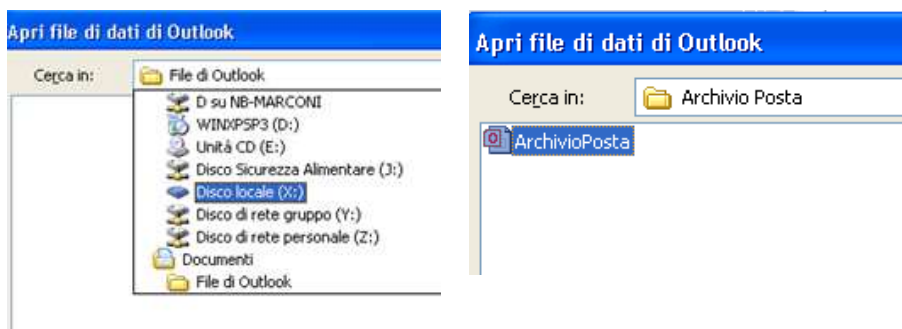 Apri file di dati di Outlook
Cerca in:
File di Outlook
D su NB-MARCONI
WINXPSP3 (D:)
Unità CD (E:)
Disco Sicurezza Alimentare (J:)
Disco locale (X:)
Disco di rete gruppo (Y:)
Disco di rete personale (Z:)
Documenti
File di Outlook
Apri file di dati di Outlook
Cerca in:
Archivio Posta
ArchivioPosta